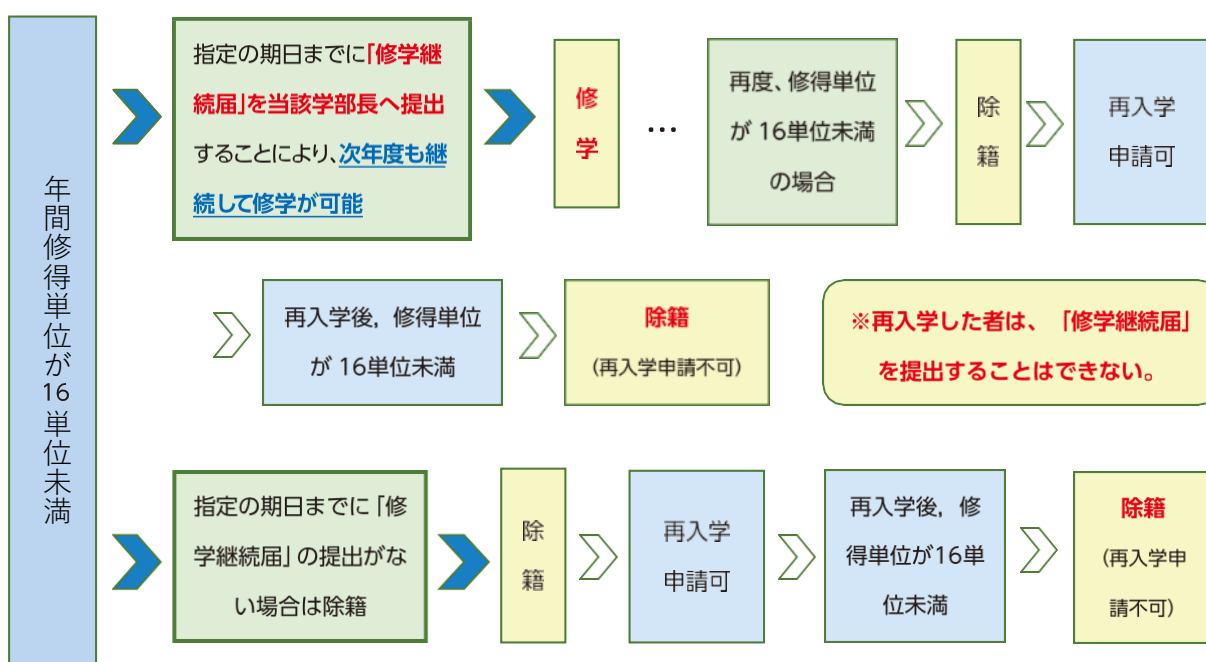 年間修得単位が16単位未満
指定の期日までに「修学継
続届」を当該学部長へ提出
することにより、次年度も継
続して修学が可能
修
学
…
再度、修得単位
が 16単位未満
の場合
除
籍
再入学
申請可
再入学後，修得単位
が 16単位未満
除籍
（再入学申請不可）
※再入学した者は、「修学継続届」
を提出することはできない。
指定の期日までに「修
学継続届」の提出がな
い場合は除籍
除
籍
再入学
申請可
再入学後，修
得単位が16単
位未満
除籍
（再入学申
請不可）